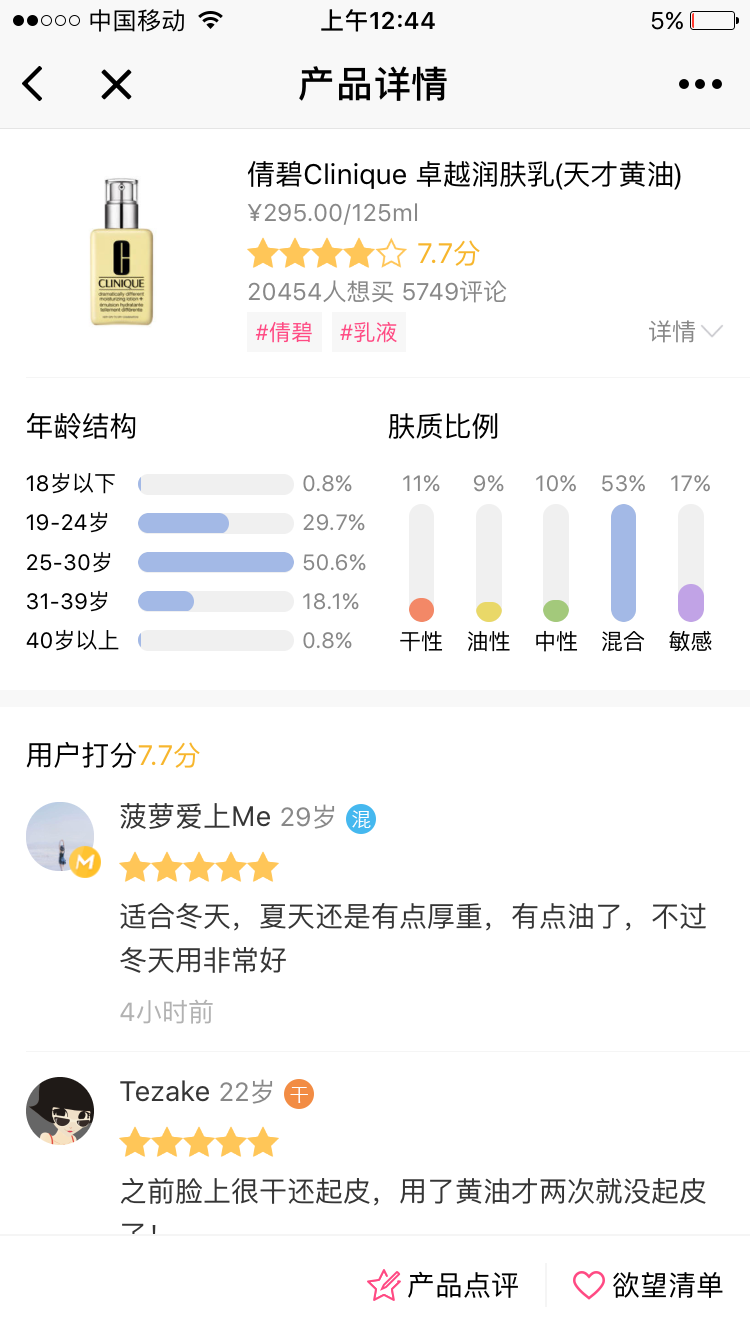 中国移动 上午12:44 5%
产品详情
倩碧Clinique 卓越润肤乳(天才黄油)
¥295.00/125ml
7.7分
20454人想买 5749评论
#倩碧 #乳液 详情
CLINIQUE
dramatically different
moisturizing lotion+
émulsion hydratante
tellement différente
年龄结构
18岁以下 0.8%
19-24岁 29.7%
25-30岁 50.6%
31-39岁 18.1%
40岁以上 0.8%
肤质比例
11% 9% 10% 53% 17%
干性 油性 中性 混合 敏感
用户打分7.7分
菠萝爱上Me 29岁 混
M
适合冬天，夏天还是有点厚重，有点油了，不过
冬天用非常好
4小时前
Tezake 22岁 干
之前脸上很干还起皮，用了黄油才两次就没起皮
了！
产品点评 欲望清单